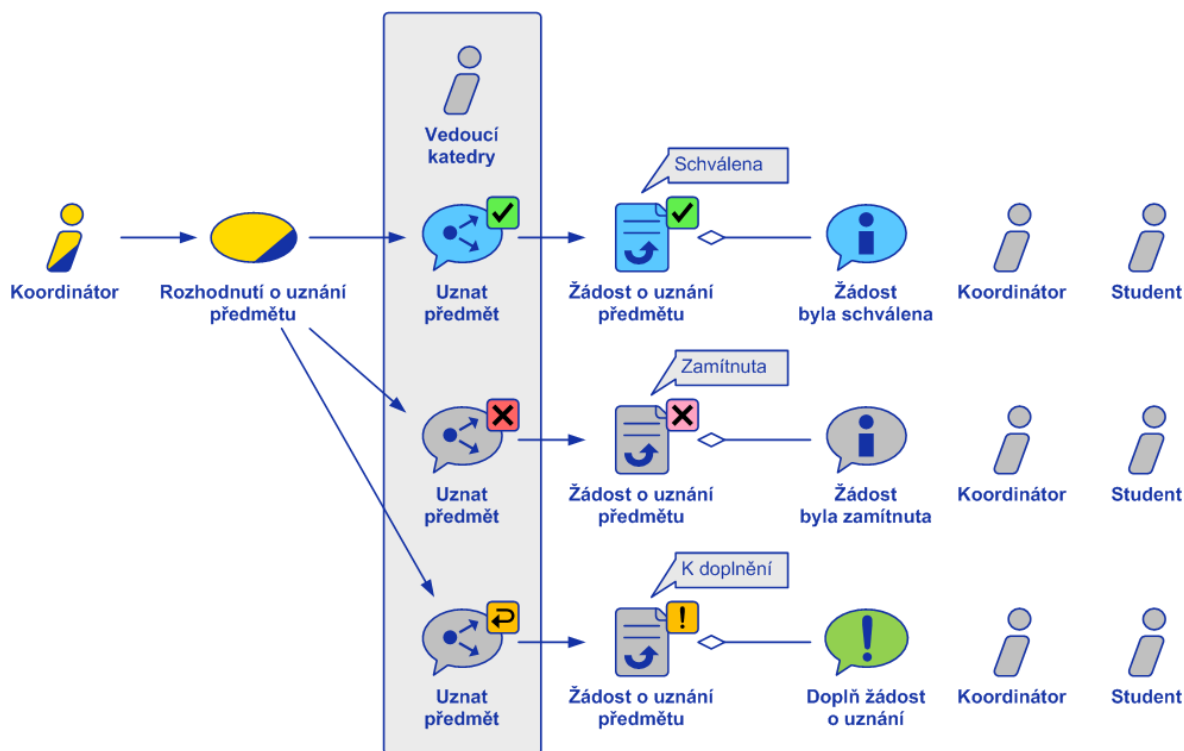 Vedoucí
katedry
Schválena
Koordinátor
Rozhodnutí o uznání
předmětu
Uznat
předmět
Žádost o uznání
předmětu
Žádost
byla schválena
Koordinátor
Student
Zamítnuta
Uznat
předmět
Žádost o uznání
předmětu
Žádost
byla zamítnuta
Koordinátor
Student
K doplnění
Uznat
předmět
Žádost o uznání
předmětu
Doplň žádost
o uznání
Koordinátor
Student